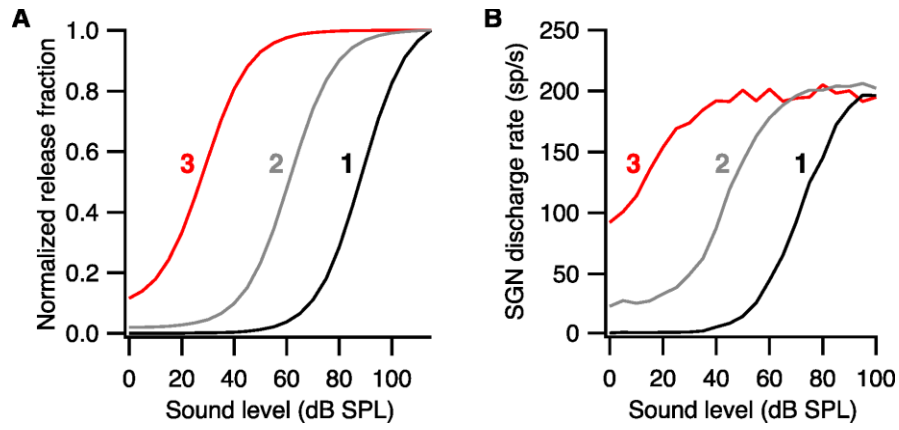 A
Normalized release fraction
1.0
0.8
0.6
0.4
0.2
0.0
3
2
1
0 20 40 60 80 100
Sound level (dB SPL)
B
SGN discharge rate (sp/s)
250
200
150
100
50
0
3
2
1
0 20 40 60 80 100
Sound level (dB SPL)